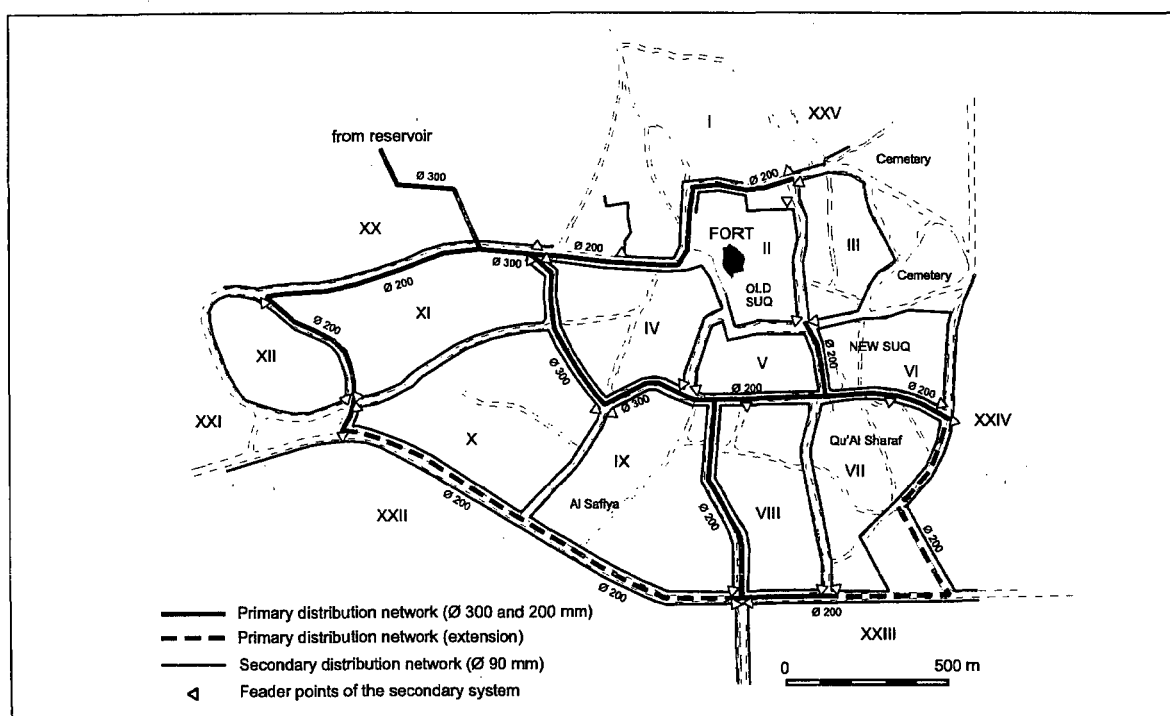 I
XXV
Cemetery
from reservoir
Ø 300
Ø 200
XX
FORT
II
III
Ø 200
Ø 300
OLD
SUQ
Cemetery
Ø 200
XI
IV
Ø 200
XII
NEW SUQ
V
VI
Ø 200
Ø 300
Ø 200
Ø 200
Ø 300
XXI
XXIV
X
Qu'Al Sharaf
VII
IX
Al Safiya
VIII
XXII
Ø 200
Ø 200
Ø 200
Ø 200
Ø 200
XXIII
Primary distribution network (Ø 300 and 200 mm)
Primary distribution network (extension)
Secondary distribution network (Ø 90 mm)
Feader points of the secondary system
0 500 m